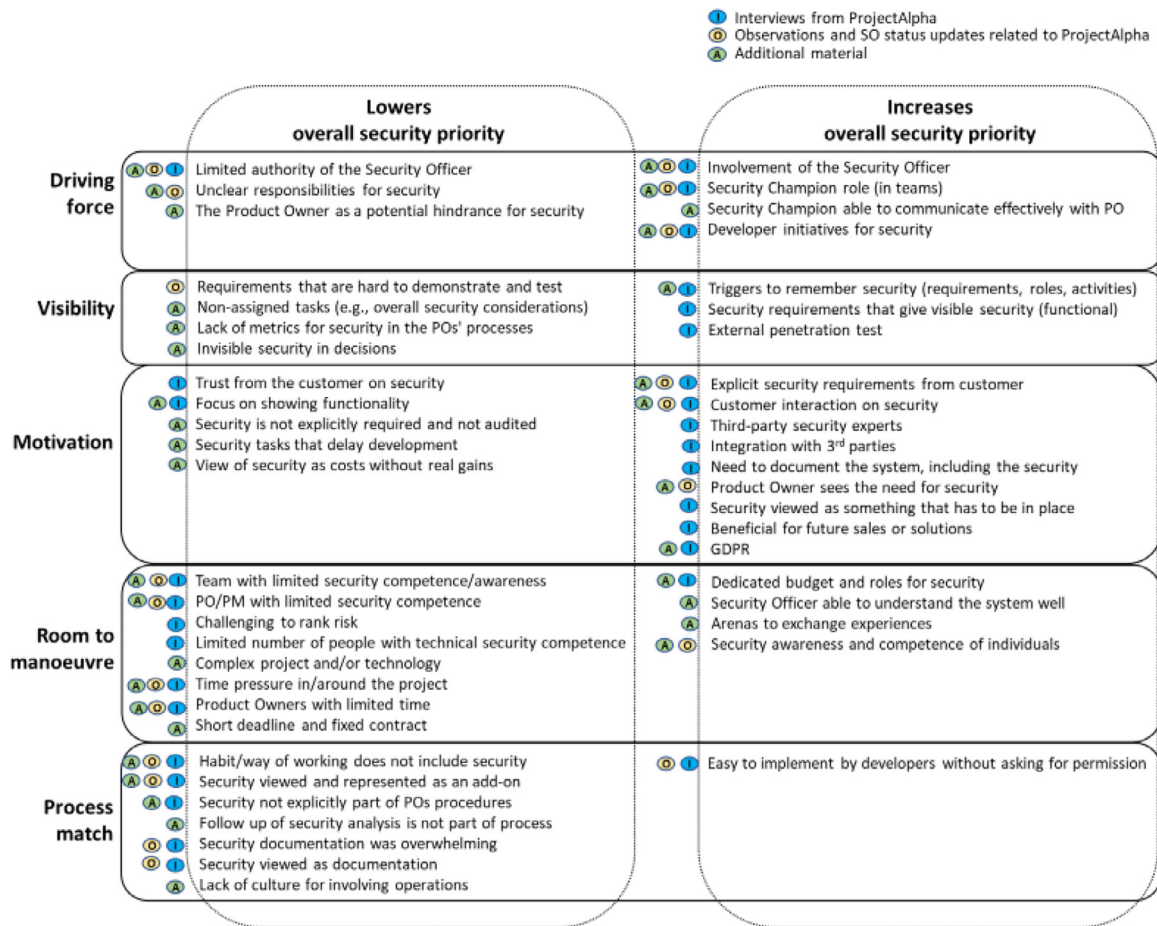 I Interviews from ProjectAlpha
O Observations and SO status updates related to ProjectAlpha
A Additional material
Lowers
overall security priority
Increases
overall security priority
Driving
force
A O I Limited authority of the Security Officer
A O Unclear responsibilities for security
A The Product Owner as a potential hindrance for security
A O I Involvement of the Security Officer
A O I Security Champion role (in teams)
A Security Champion able to communicate effectively with PO
A O I Developer initiatives for security
Visibility
O Requirements that are hard to demonstrate and test
A Non-assigned tasks (e.g., overall security considerations)
A Lack of metrics for security in the POs' processes
A Invisible security in decisions
A I Triggers to remember security (requirements, roles, activities)
I Security requirements that give visible security (functional)
I External penetration test
Motivation
I Trust from the customer on security
A I Focus on showing functionality
A Security is not explicitly required and not audited
A Security tasks that delay development
A View of security as costs without real gains
A O I Explicit security requirements from customer
A O I Customer interaction on security
I Third-party security experts
I Integration with 3rd parties
I Need to document the system, including the security
A O Product Owner sees the need for security
I Security viewed as something that has to be in place
I Beneficial for future sales or solutions
A I GDPR
Room to
manoeuvre
A O I Team with limited security competence/awareness
A O I PO/PM with limited security competence
I Challenging to rank risk
I Limited number of people with technical security competence
A Complex project and/or technology
A O I Time pressure in/around the project
A O I Product Owners with limited time
A Short deadline and fixed contract
A I Dedicated budget and roles for security
A Security Officer able to understand the system well
A Arenas to exchange experiences
A O Security awareness and competence of individuals
Process
match
A O I Habit/way of working does not include security
A O I Security viewed and represented as an add-on
A I Security not explicitly part of POs procedures
A Follow up of security analysis is not part of process
O I Security documentation was overwhelming
O I Security viewed as documentation
A Lack of culture for involving operations
O I Easy to implement by developers without asking for permission